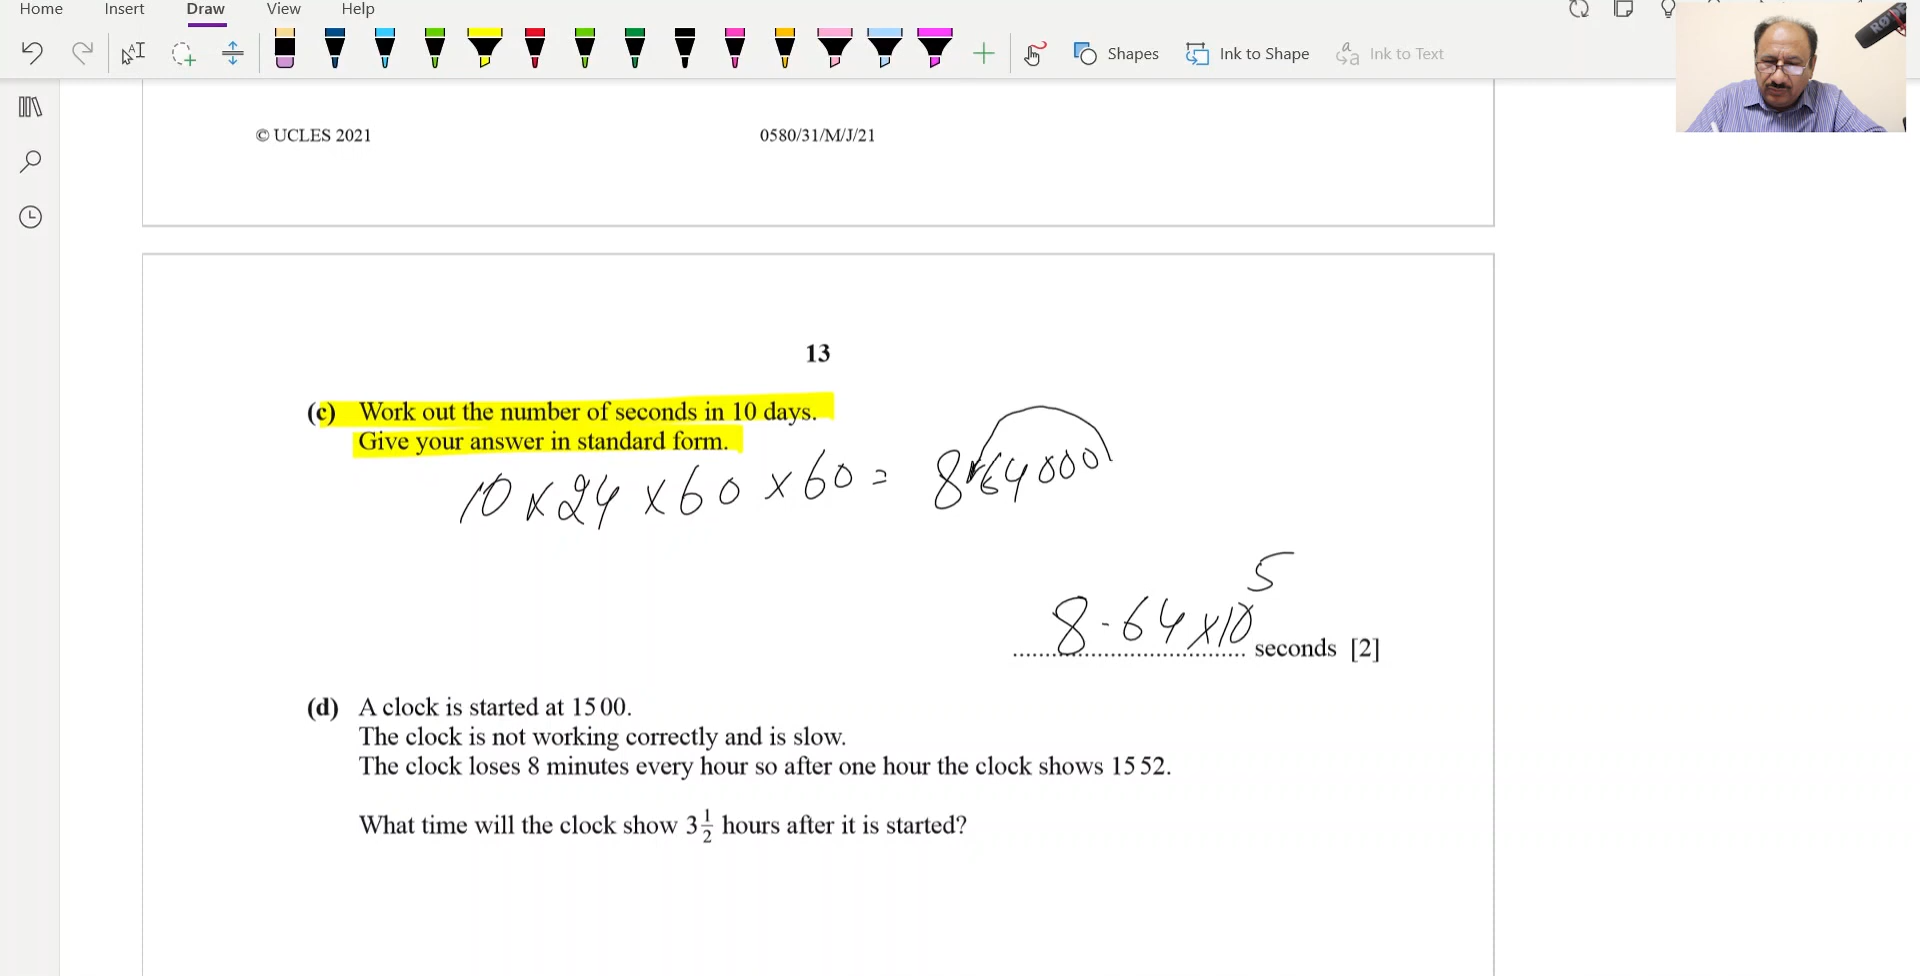 Home Insert Draw View Help
Shapes Ink to Shape Ink to Text
RØDE
© UCLES 2021 0580/31/M/J/21
13
(c) Work out the number of seconds in 10 days.
Give your answer in standard form.
10 × 24 × 60 × 60 = 864000
8.64 × 10⁵ seconds [2]
(d) A clock is started at 15 00.
The clock is not working correctly and is slow.
The clock loses 8 minutes every hour so after one hour the clock shows 15 52.
What time will the clock show 3 1/2 hours after it is started?